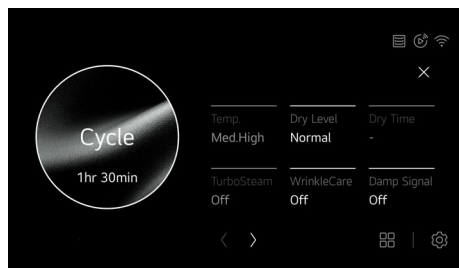 Cycle
1hr 30min
Temp.
Med.High
Dry Level
Normal
Dry Time
-
TurboSteam
Off
WrinkleCare
Off
Damp Signal
Off